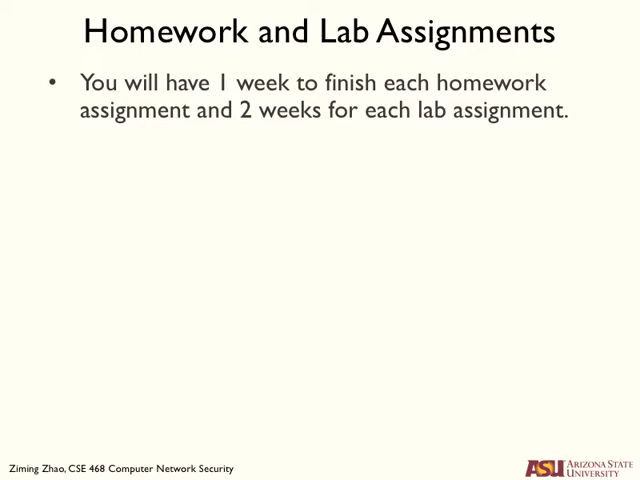 Homework and Lab Assignments
• You will have 1 week to finish each homework
assignment and 2 weeks for each lab assignment.
Ziming Zhao, CSE 468 Computer Network Security
ASU ARIZONA STATE
UNIVERSITY